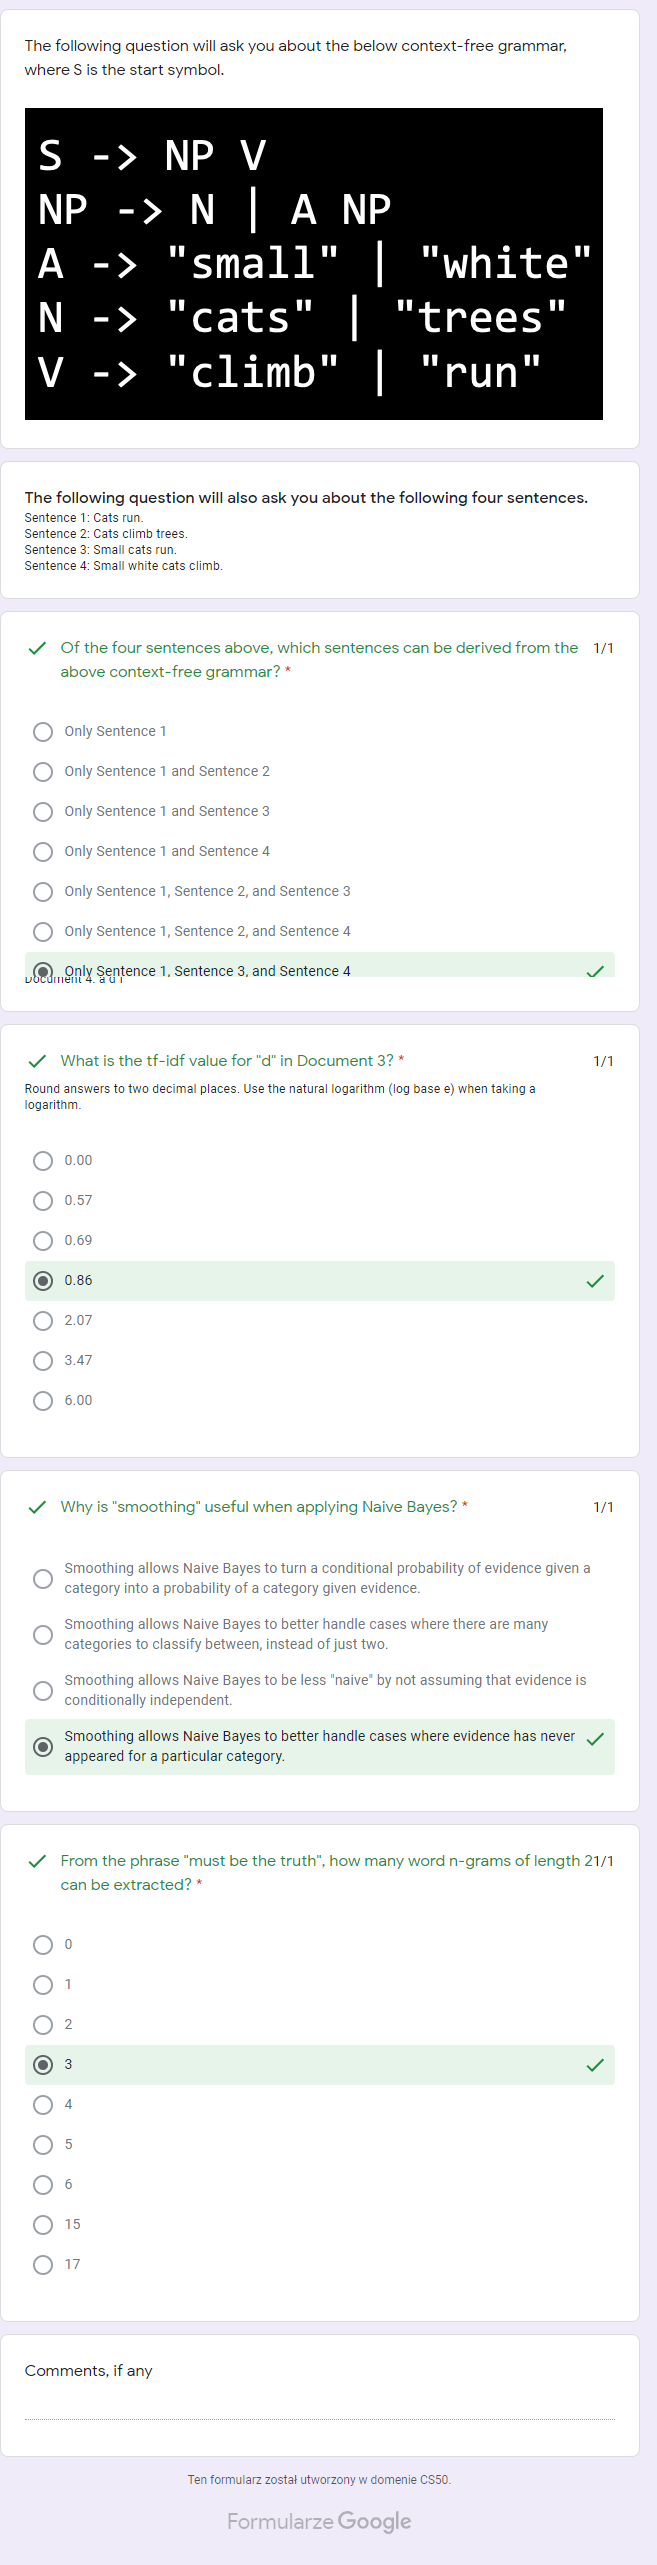 The following question will ask you about the below context-free grammar,
where S is the start symbol.
S -> NP V
NP -> N | A NP
A -> "small" | "white"
N -> "cats" | "trees"
V -> "climb" | "run"
The following question will also ask you about the following four sentences.
Sentence 1: Cats run.
Sentence 2: Cats climb trees.
Sentence 3: Small cats run.
Sentence 4: Small white cats climb.
Of the four sentences above, which sentences can be derived from the 1/1
above context-free grammar? *
Only Sentence 1
Only Sentence 1 and Sentence 2
Only Sentence 1 and Sentence 3
Only Sentence 1 and Sentence 4
Only Sentence 1, Sentence 2, and Sentence 3
Only Sentence 1, Sentence 2, and Sentence 4
Only Sentence 1, Sentence 3, and Sentence 4
Document 4: a d
What is the tf-idf value for "d" in Document 3? * 1/1
Round answers to two decimal places. Use the natural logarithm (log base e) when taking a
logarithm.
0.00
0.57
0.69
0.86
2.07
3.47
6.00
Why is "smoothing" useful when applying Naive Bayes? * 1/1
Smoothing allows Naive Bayes to turn a conditional probability of evidence given a
category into a probability of a category given evidence.
Smoothing allows Naive Bayes to better handle cases where there are many
categories to classify between, instead of just two.
Smoothing allows Naive Bayes to be less "naive" by not assuming that evidence is
conditionally independent.
Smoothing allows Naive Bayes to better handle cases where evidence has never
appeared for a particular category.
From the phrase "must be the truth", how many word n-grams of length 2 1/1
can be extracted? *
0
1
2
3
4
5
6
15
17
Comments, if any
Ten formularz został utworzony w domenie CS50.
Formularze Google